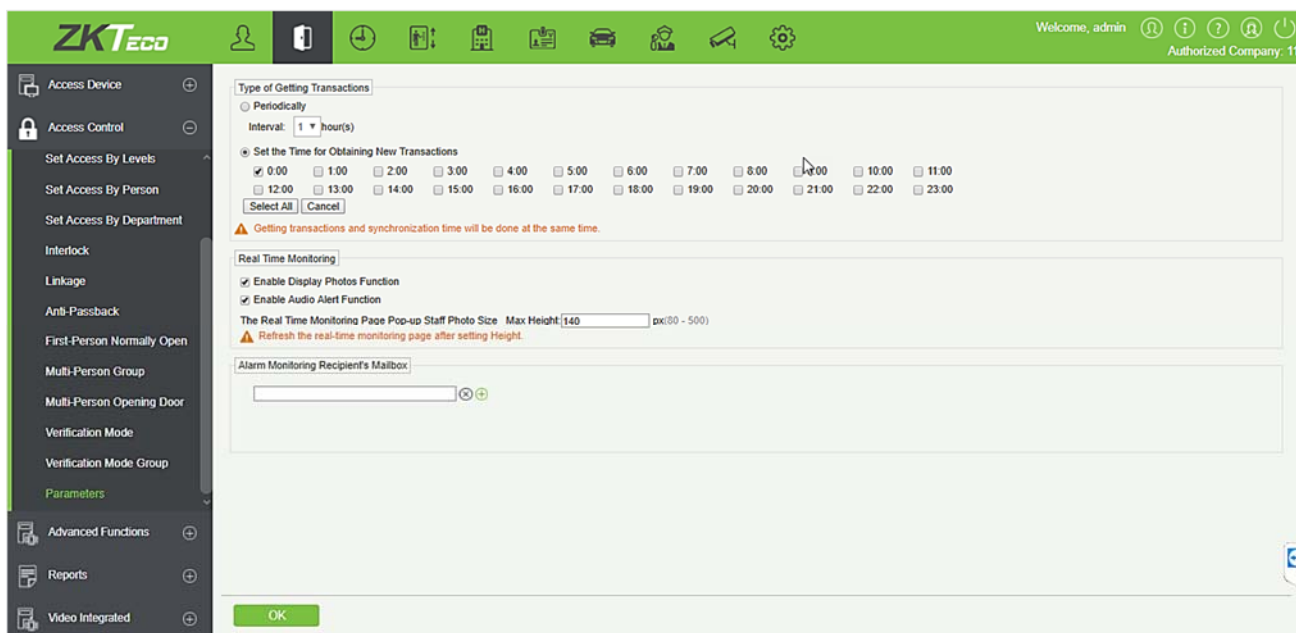 ZKTECO
Welcome, admin
Authorized Company: 1
Access Device
Access Control
Set Access By Levels
Set Access By Person
Set Access By Department
Interlock
Linkage
Anti-Passback
First-Person Normally Open
Multi-Person Group
Multi-Person Opening Door
Verification Mode
Verification Mode Group
Parameters
Advanced Functions
Reports
Video Integrated
Type of Getting Transactions
Periodically
Interval: 1 hour(s)
Set the Time for Obtaining New Transactions
0:00 1:00 2:00 3:00 4:00 5:00 6:00 7:00 8:00 10:00 11:00
12:00 13:00 14:00 15:00 16:00 17:00 18:00 19:00 20:00 21:00 22:00 23:00
Select All Cancel
Getting transactions and synchronization time will be done at the same time.
Real Time Monitoring
Enable Display Photos Function
Enable Audio Alert Function
The Real Time Monitoring Page Pop-up Staff Photo Size Max Height: 140 px(80 - 500)
Refresh the real-time monitoring page after setting Height.
Alarm Monitoring Recipient's Mailbox
OK